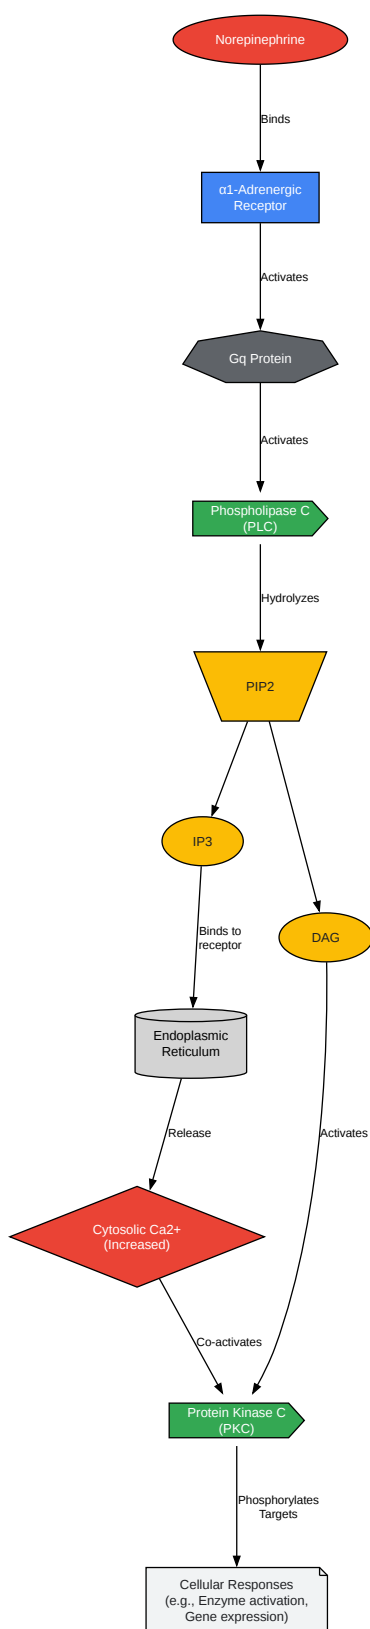 Norepinephrine
Binds
α1-Adrenergic
Receptor
Activates
Gq Protein
Activates
Phospholipase C
(PLC)
Hydrolyzes
PIP2
IP3
Binds to
receptor
DAG
Endoplasmic
Reticulum
Release
Activates
Cytosolic Ca2+
(Increased)
Co-activates
Protein Kinase C
(PKC)
Phosphorylates
Targets
Cellular Responses
(e.g., Enzyme activation,
Gene expression)